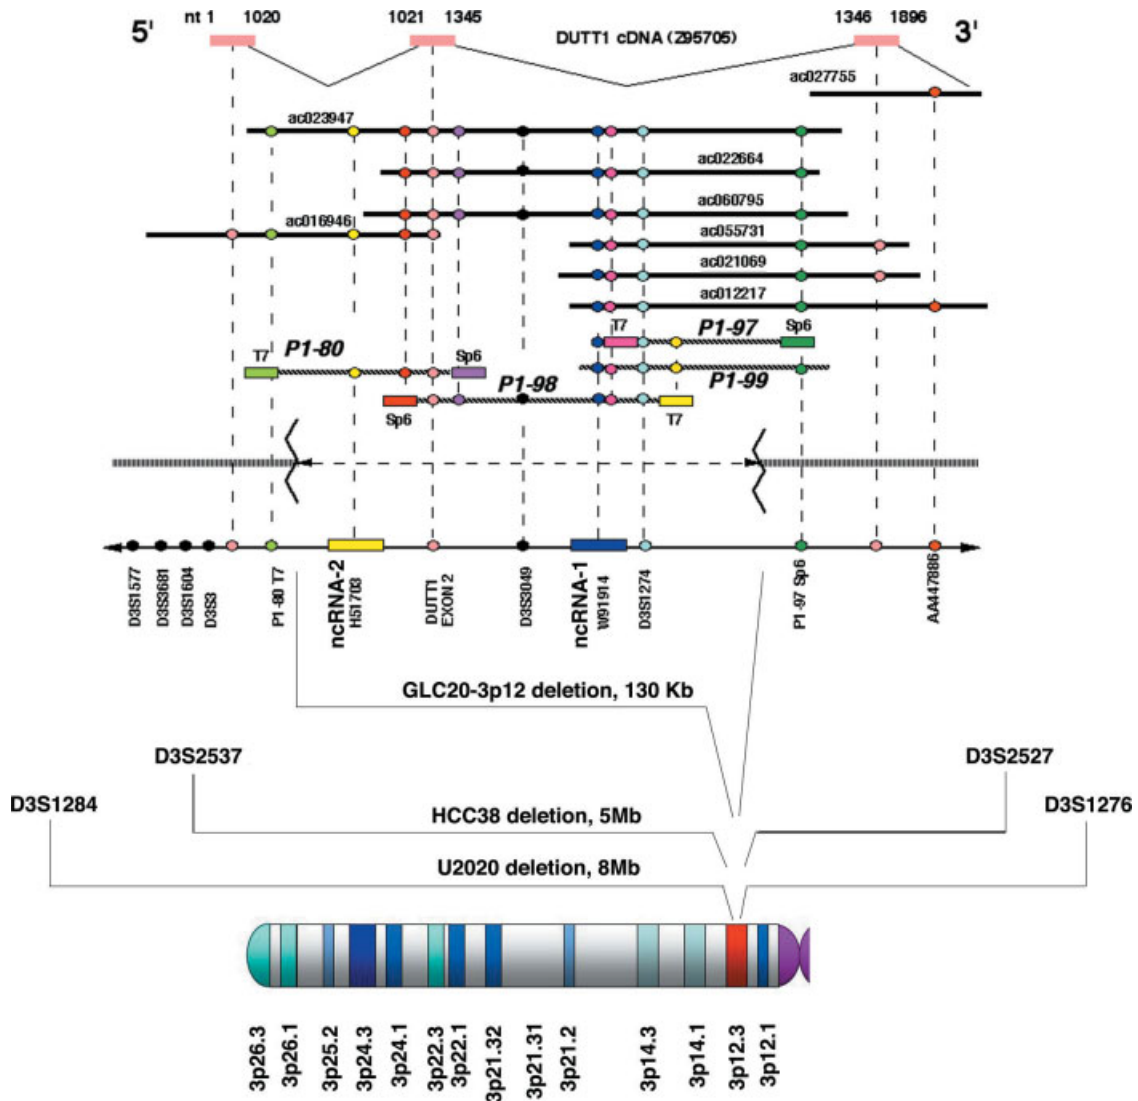 5' nt 1 1020 1021 1345 DUTT1 cDNA (Z95705) 1346 1896 3'
ac027755
ac023947
ac022664
ac060795
ac016946
ac055731
ac021069
ac012217
T7 P1-97 Sp6
T7 P1-80 Sp6
P1-98 P1-99
Sp6 T7
D3S1577
D3S3681
D3S1604
D3S3
P1-80 T7
ncRNA-2
H51703
DUTT1
EXON 2
D3S3049
ncRNA-1
W91914
D3S1274
P1-97 Sp6
AA447886
GLC20-3p12 deletion, 130 Kb
D3S2537 D3S2527
D3S1284 D3S1276
HCC38 deletion, 5Mb
U2020 deletion, 8Mb
3p26.3
3p26.1
3p25.2
3p24.3
3p24.1
3p22.3
3p22.1
3p21.32
3p21.31
3p21.2
3p14.3
3p14.1
3p12.3
3p12.1